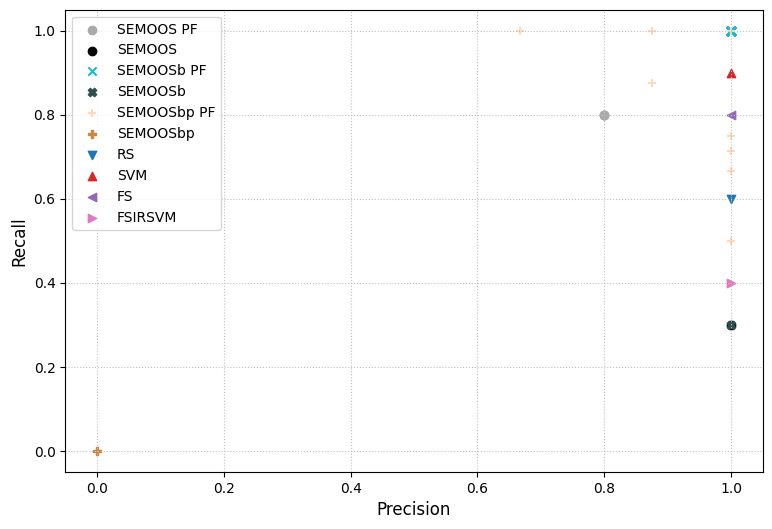 1.0
0.8
0.6
0.4
0.2
0.0
Recall
SEMOOS PF
SEMOOS
SEMOOSb PF
SEMOOSb
SEMOOSbp PF
SEMOOSbp
RS
SVM
FS
FSIRSVM
0.0 0.2 0.4 0.6 0.8 1.0
Precision